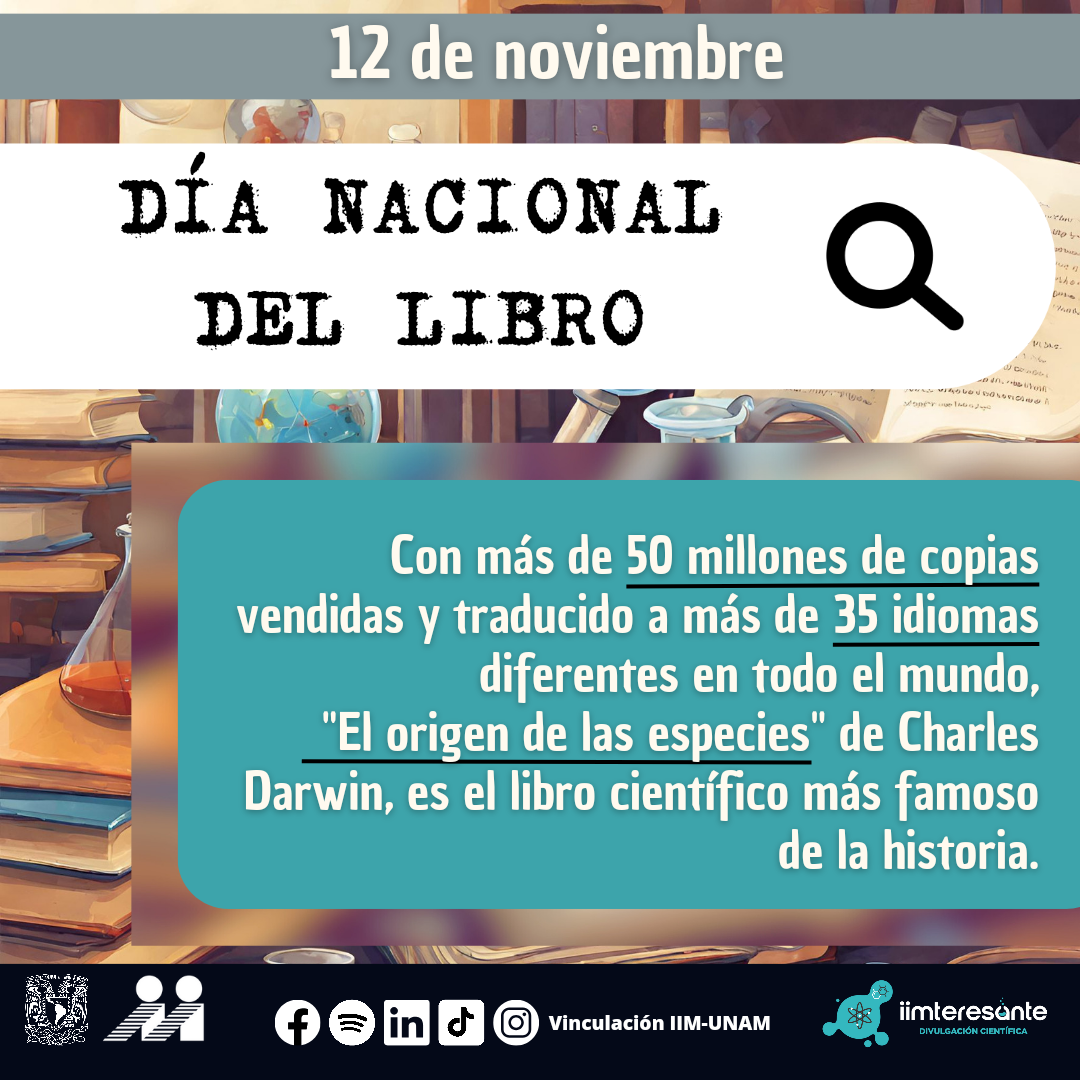 12 de noviembre
DÍA NACIONAL
DEL LIBRO
Con más de 50 millones de copias
vendidas y traducido a más de 35 idiomas
diferentes en todo el mundo,
"El origen de las especies" de Charles
Darwin, es el libro científico más famoso
de la historia.
Vinculación IIM-UNAM
iimteresante
DIVULGACIÓN CIENTÍFICA